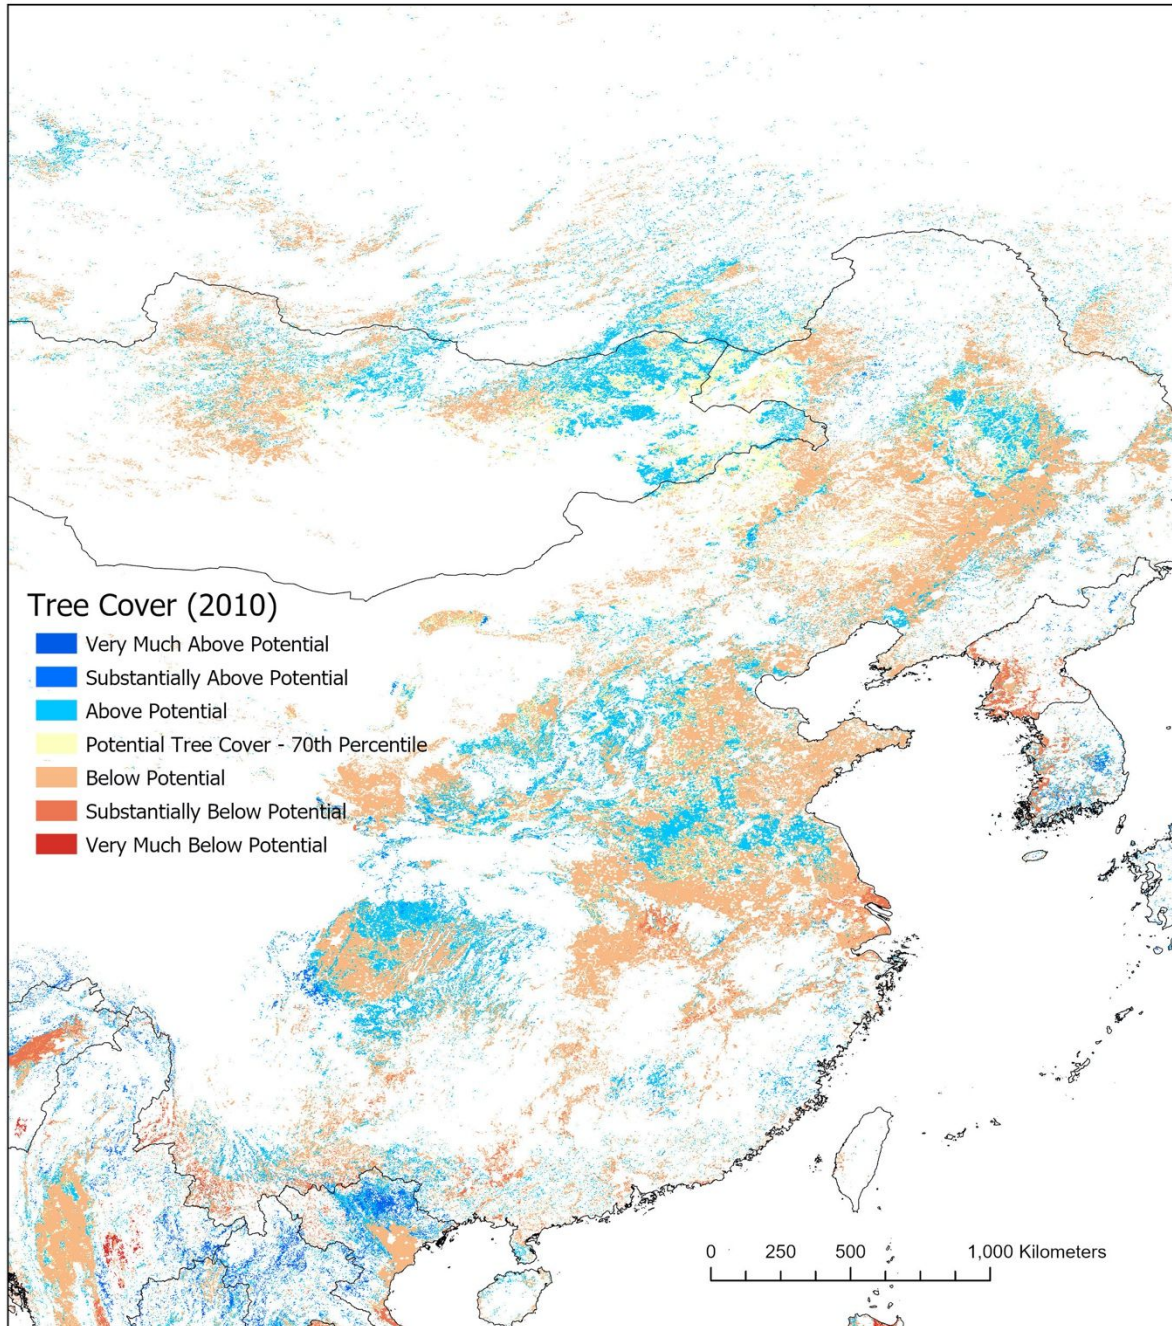 Tree Cover (2010)
Very Much Above Potential
Substantially Above Potential
Above Potential
Potential Tree Cover - 70th Percentile
Below Potential
Substantially Below Potential
Very Much Below Potential
0 250 500 1,000 Kilometers